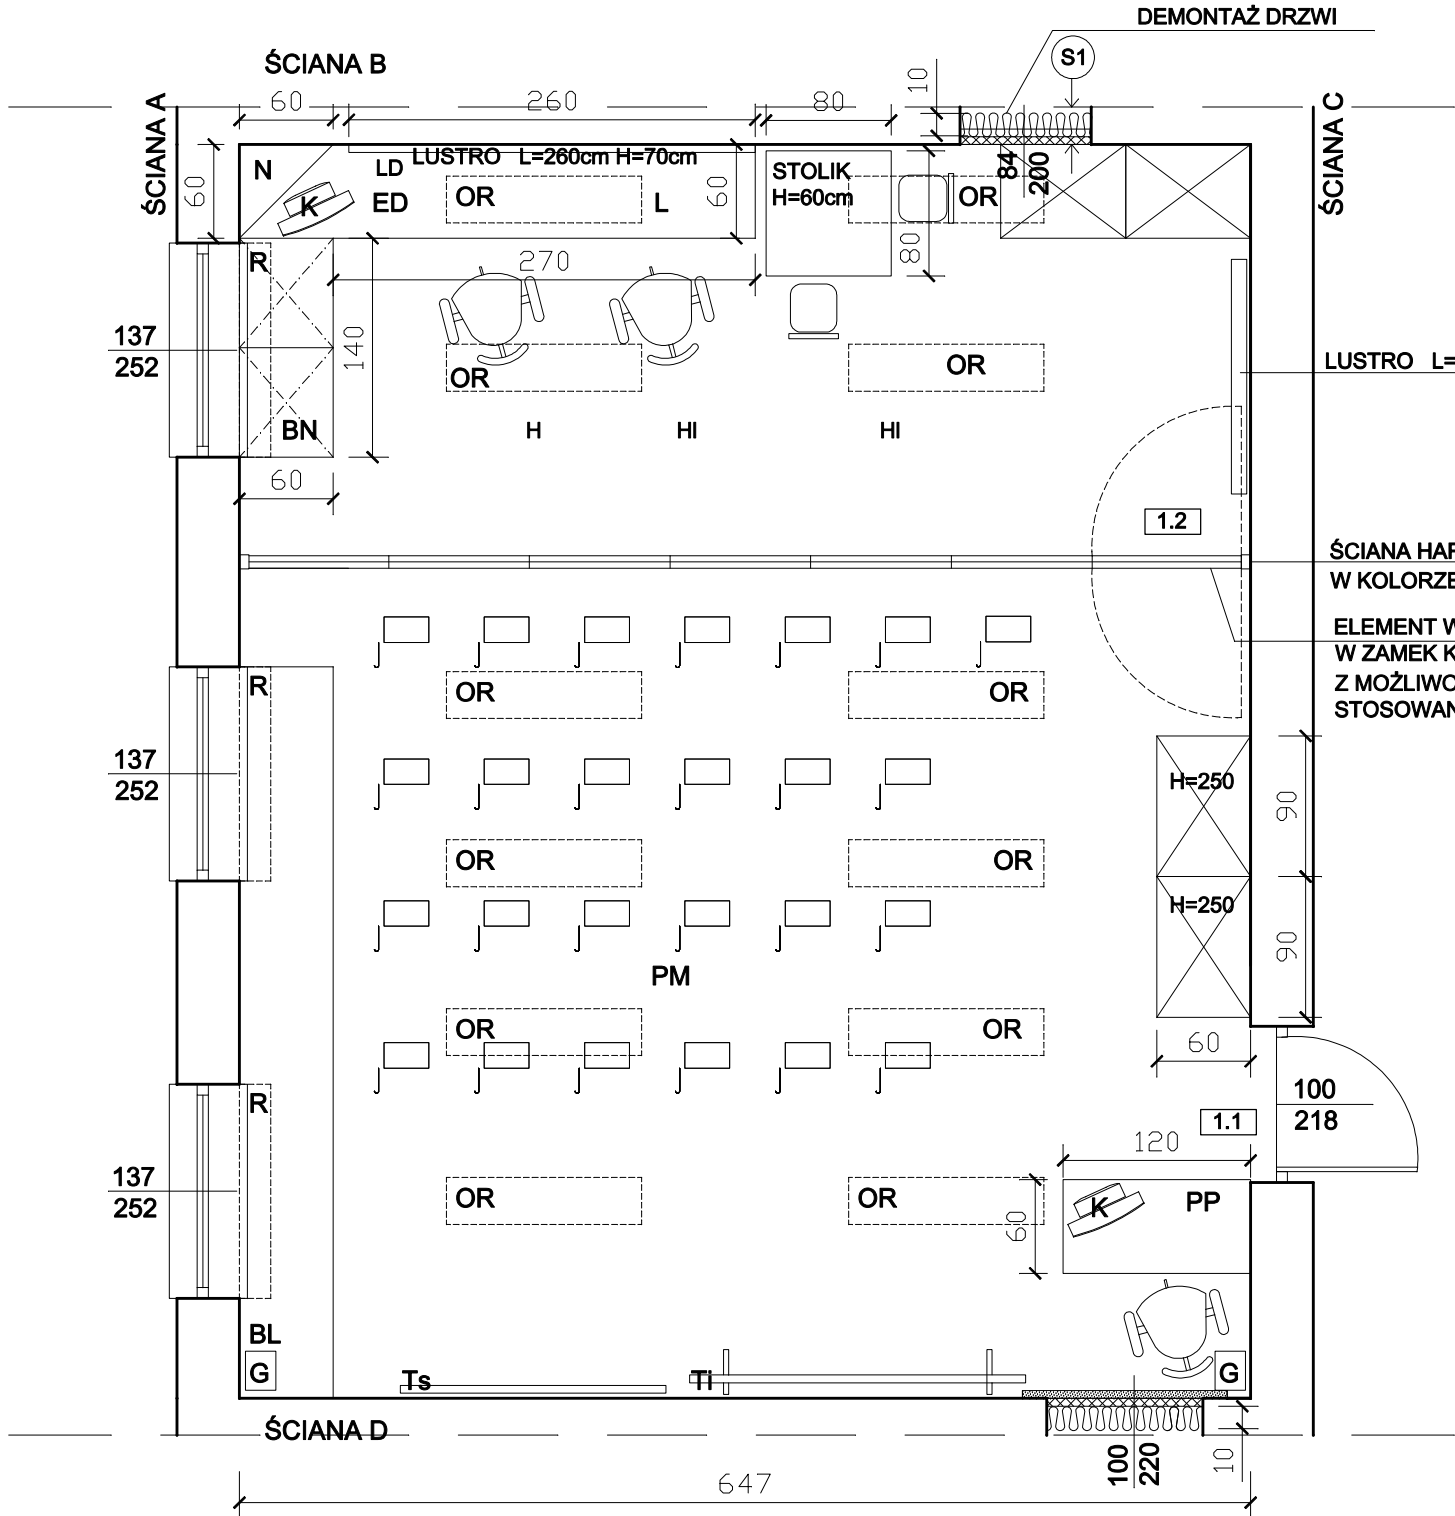 DEMONTAŻ DRZWI
S1
ŚCIANA B
ŚCIANA A
ŚCIANA C
60
260
80
10
N
LD
LUSTRO L=260cm H=70cm
STOLIK
H=60cm
84
200
60
K
ED
OR
L
60
OR
80
R
270
137
252
140
OR
OR
LUSTRO L=
BN
H
HI
HI
60
1.2
ŚCIANA HAR
W KOLORZE
ELEMENT W
W ZAMEK K
Z MOŻLIWO
STOSOWAN
R
OR
OR
137
252
H=250
90
OR
OR
H=250
90
PM
OR
OR
60
R
100
218
1.1
120
137
252
OR
OR
60
K
PP
BL
G
Ts
Ti
G
ŚCIANA D
100
220
10
647